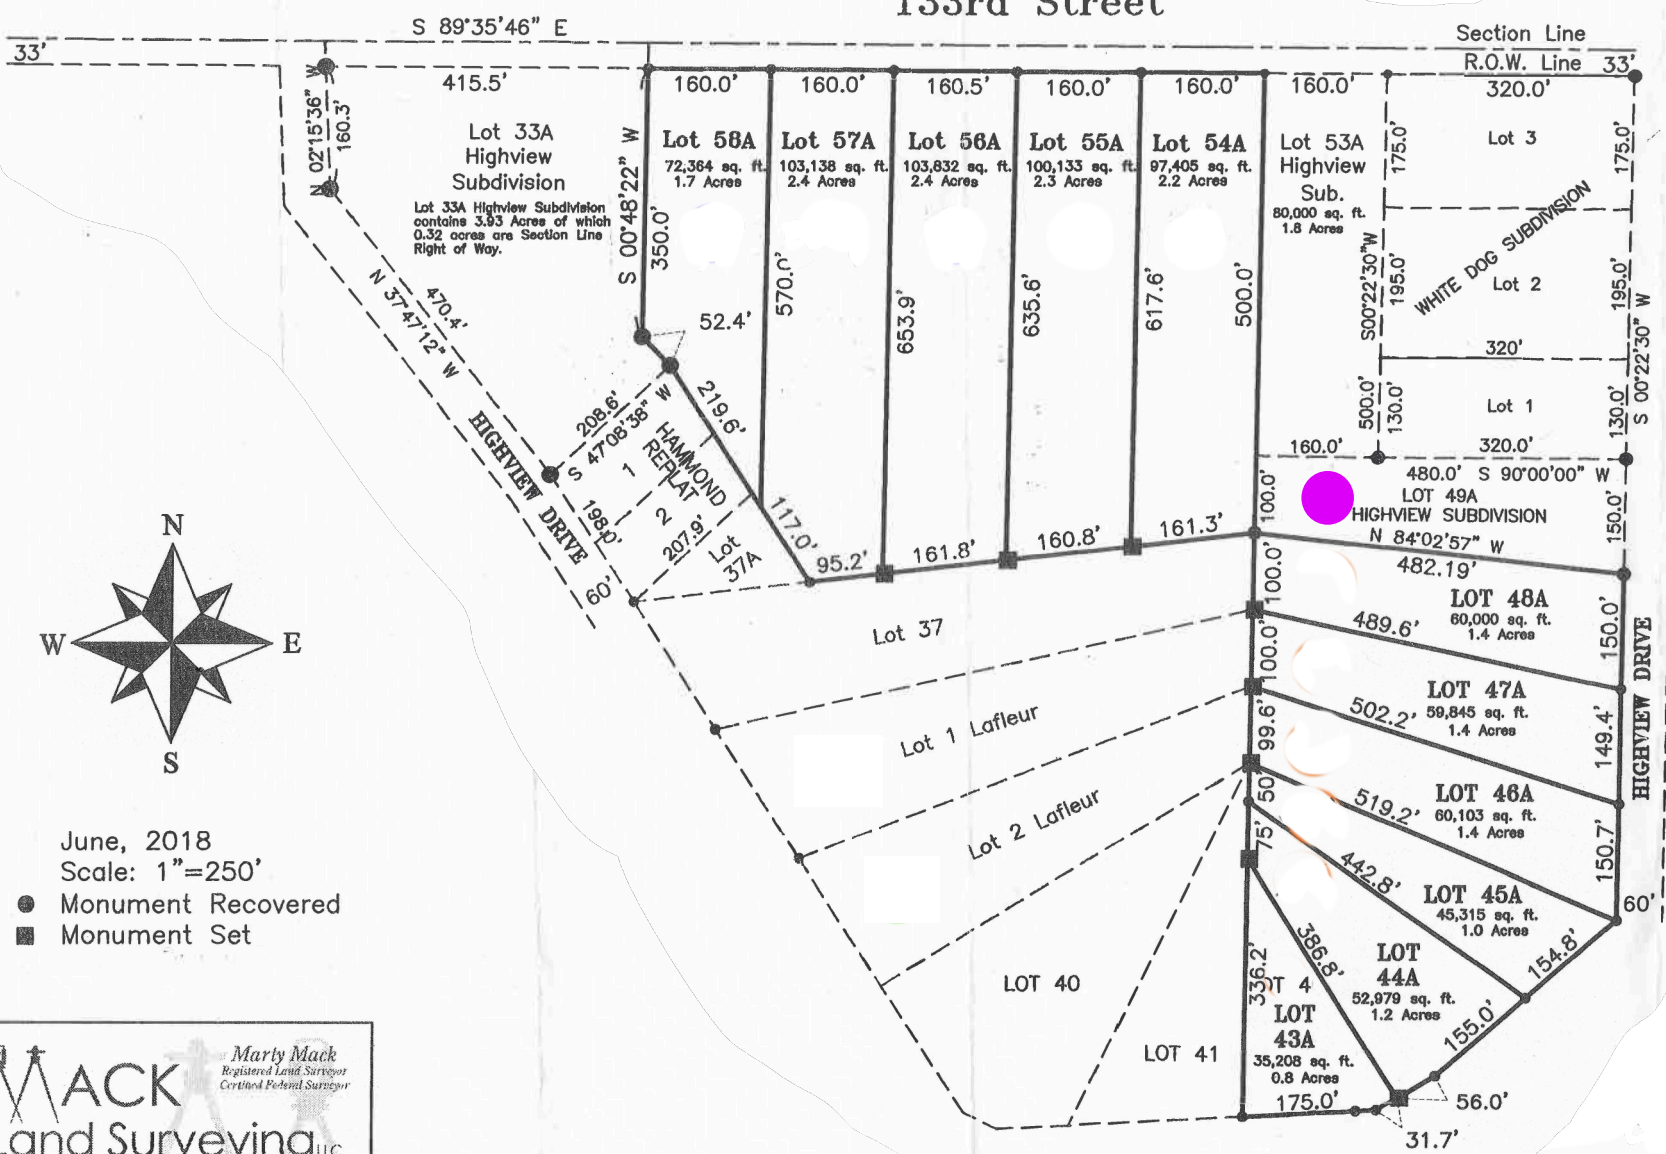 133rd Street
S 89°35'46" E
Section Line
33'
R.O.W. Line 33'
415.5'
160.0'
160.0'
160.5'
160.0'
160.0'
160.0'
320.0'
N 02°15'36" W
160.3'
Lot 33A
Highview
Subdivision
Lot 33A Highview Subdivision
contains 3.93 Acres of which
0.32 acres are Section Line
Right of Way.
S 00°48'22" W
350.0'
Lot 58A
72,364 sq. ft.
1.7 Acres
Lot 57A
103,138 sq. ft.
2.4 Acres
Lot 56A
103,832 sq. ft.
2.4 Acres
Lot 55A
100,133 sq. ft.
2.3 Acres
Lot 54A
97,405 sq. ft.
2.2 Acres
Lot 53A
Highview
Sub.
80,000 sq. ft.
1.8 Acres
175.0'
Lot 3
175.0'
WHITE DOG SUBDIVISION
S00°22'30"W
195.0'
Lot 2
195.0'
S 00°22'30" W
320'
500.0'
130.0'
Lot 1
130.0'
160.0'
320.0'
570.0'
653.9'
635.6'
617.6'
500.0'
52.4'
470.4'
N 37°47'12" W
HIGHVIEW DRIVE
208.6'
S 47°08'38" W
219.6'
HAMMOND
REPLAT
1
2
198.0'
207.9'
Lot
37A
117.0'
60'
95.2'
161.8'
160.8'
161.3'
100.0'
480.0' S 90°00'00" W
LOT 49A
HIGHVIEW SUBDIVISION
150.0'
N 84°02'57" W
482.19'
100.0'
LOT 48A
60,000 sq. ft.
1.4 Acres
150.0'
489.6'
Lot 37
100.0'
LOT 47A
59,845 sq. ft.
1.4 Acres
149.4'
HIGHVIEW DRIVE
502.2'
Lot 1 Lafleur
99.6'
LOT 46A
60,103 sq. ft.
1.4 Acres
150.7'
519.2'
Lot 2 Lafleur
50'
75'
442.8'
LOT 45A
45,315 sq. ft.
1.0 Acres
60'
154.8'
386.8'
LOT
44A
52,979 sq. ft.
1.2 Acres
155.0'
336.2'
OT 4
LOT
43A
35,208 sq. ft.
0.8 Acres
LOT 40
LOT 41
175.0'
56.0'
31.7'
N
W
E
S
June, 2018
Scale: 1"=250'
Monument Recovered
Monument Set
MACK
Land Surveying LLC
Marty Mack
Registered Land Surveyor
Certified Federal Surveyor